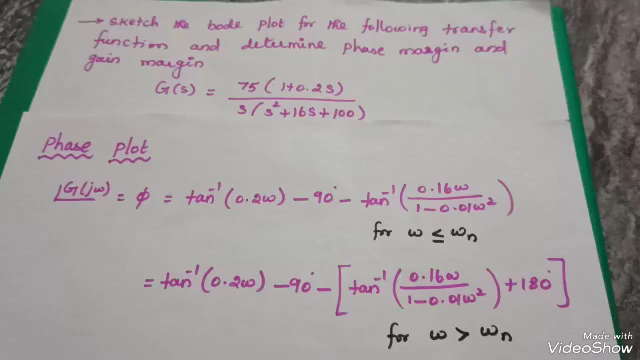 → sketch the bode plot for the following transfer
function and determine phase margin and
gain margin
G(s) = 75(1+0.2s) / s(s²+16s+100)
Phase Plot
∠G(jω) = φ = tan⁻¹(0.2ω) − 90° − tan⁻¹(0.16ω / 1−0.01ω²)
for ω ≤ ωn
= tan⁻¹(0.2ω) − 90° − [tan⁻¹(0.16ω / 1−0.01ω²) + 180°]
for ω > ωn
Made with
VideoShow